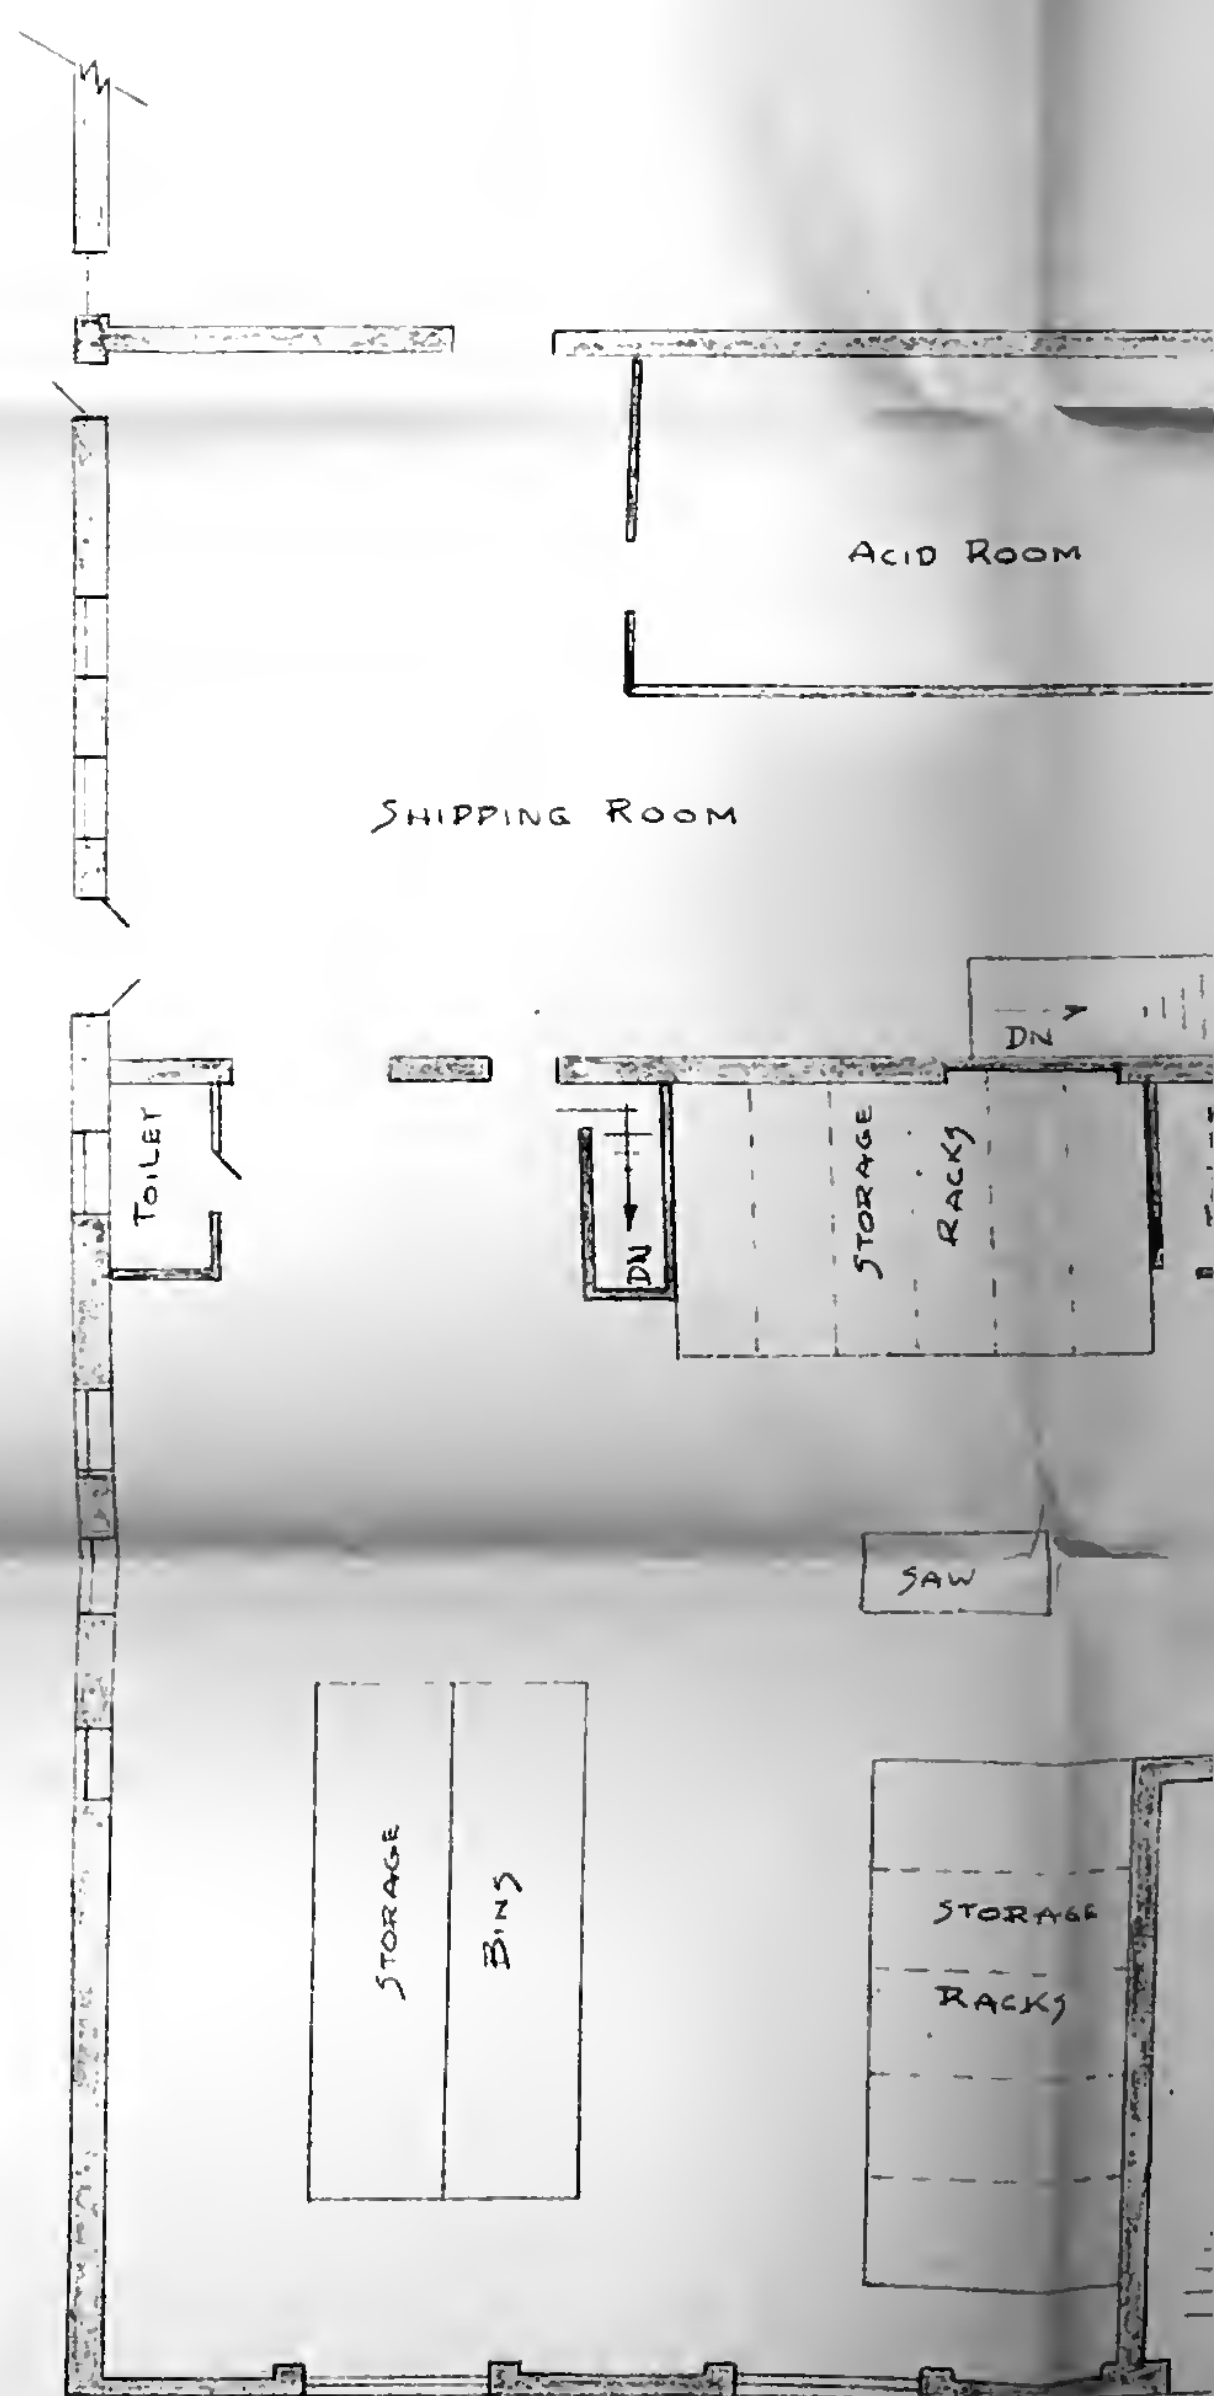 ACID ROOM
SHIPPING ROOM
DN
TOILET
DN
STORAGE
RACKS
SAW
STORAGE
BINS
STORAGE
RACKS